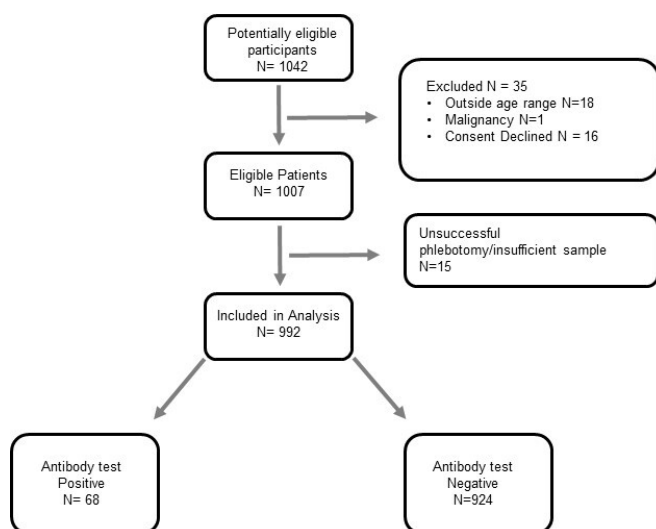 Potentially eligible
participants
N= 1042
Excluded N = 35
• Outside age range N=18
• Malignancy N=1
• Consent Declined N = 16
Eligible Patients
N= 1007
Unsuccessful
phlebotomy/insufficient sample
N=15
Included in Analysis
N= 992
Antibody test
Positive
N= 68
Antibody test
Negative
N=924